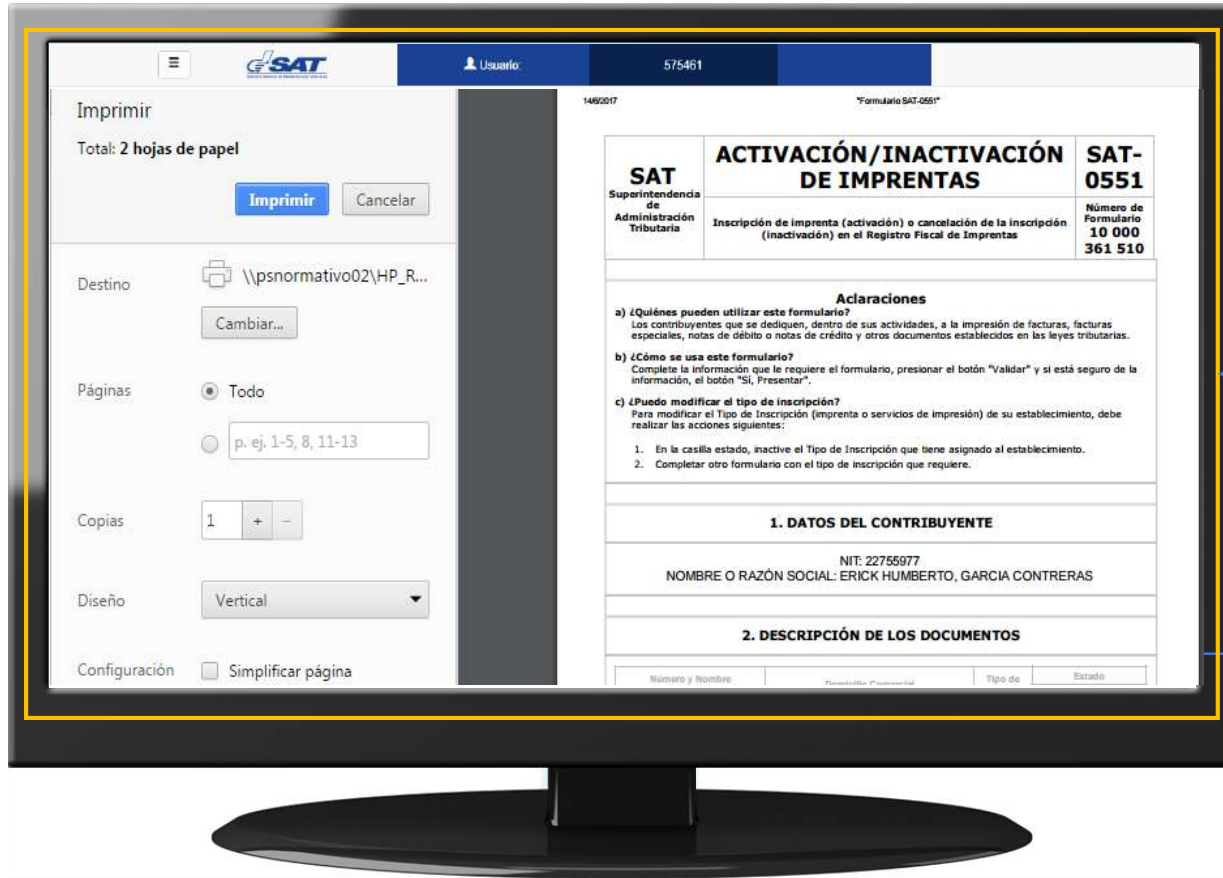 ≡
SAT
Usuario:
575461
Imprimir
Total: 2 hojas de papel
Imprimir
Cancelar
Destino
\\psnormativo02\HP_R...
Cambiar...
Páginas
Todo
p. ej. 1-5, 8, 11-13
Copias
1
+
-
Diseño
Vertical
Configuración
Simplificar página
14/6/2017
"Formulario SAT-0551"
SAT
Superintendencia
de
Administración
Tributaria
ACTIVACIÓN/INACTIVACIÓN
DE IMPRENTAS
Inscripción de imprenta (activación) o cancelación de la inscripción
(inactivación) en el Registro Fiscal de Imprentas
SAT-
0551
Número de
Formulario
10 000
361 510
Aclaraciones
a) ¿Quiénes pueden utilizar este formulario?
Los contribuyentes que se dediquen, dentro de sus actividades, a la impresión de facturas, facturas
especiales, notas de débito o notas de crédito y otros documentos establecidos en las leyes tributarias.
b) ¿Cómo se usa este formulario?
Complete la información que le requiere el formulario, presionar el botón "Validar" y si está seguro de la
información, el botón "Sí, Presentar".
c) ¿Puedo modificar el tipo de inscripción?
Para modificar el Tipo de Inscripción (imprenta o servicios de impresión) de su establecimiento, debe
realizar las acciones siguientes:
1. En la casilla estado, inactive el Tipo de Inscripción que tiene asignado al establecimiento.
2. Completar otro formulario con el tipo de inscripción que requiere.
1. DATOS DEL CONTRIBUYENTE
NIT: 22755977
NOMBRE O RAZÓN SOCIAL: ERICK HUMBERTO, GARCIA CONTRERAS
2. DESCRIPCIÓN DE LOS DOCUMENTOS
Número y Nombre
Domicilio Comercial
Tipo de
Estado